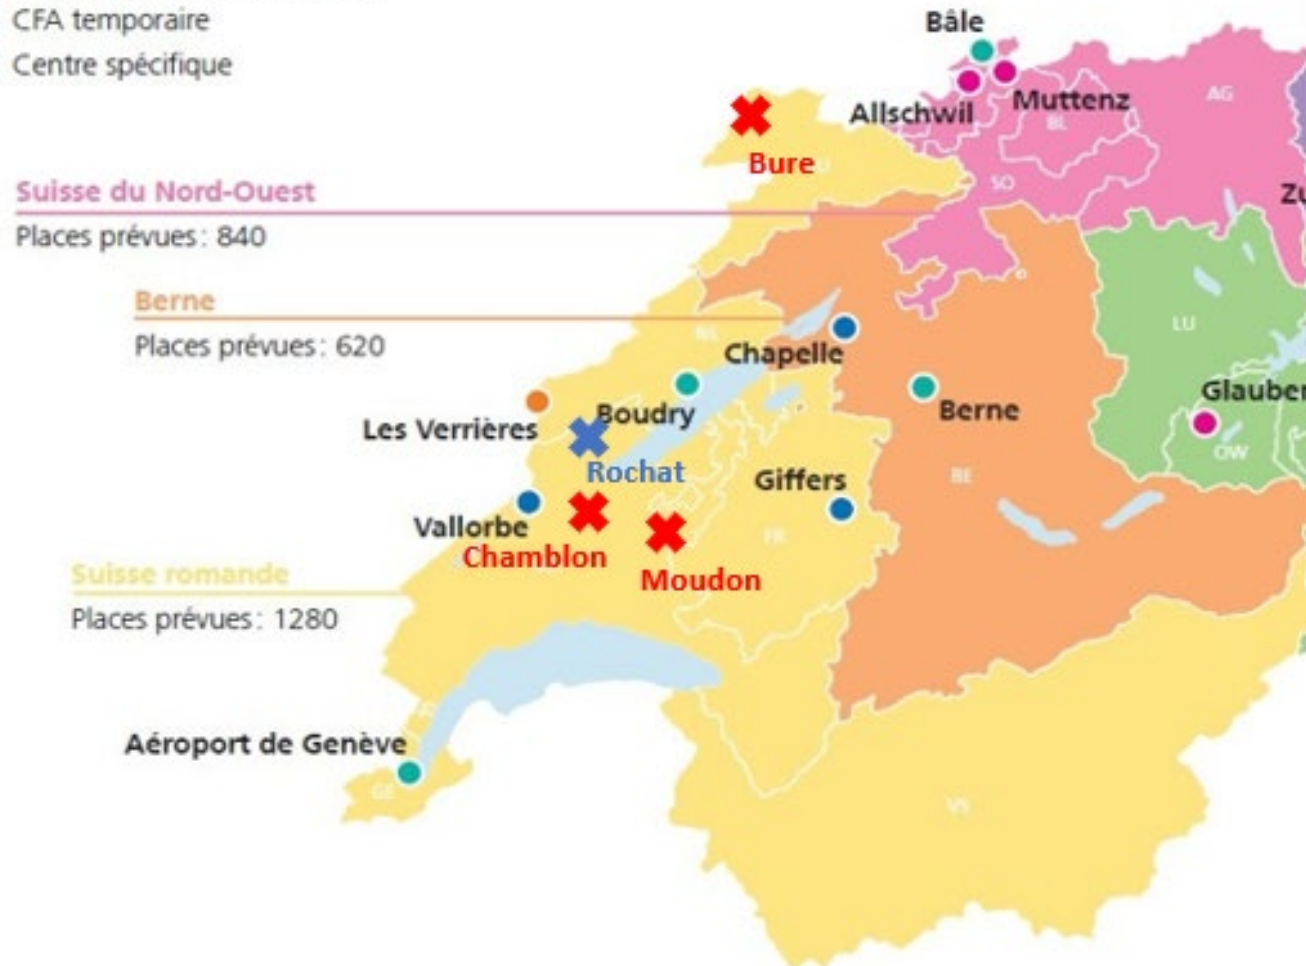 CFA temporaire
Centre spécifique
Bâle
Allschwil
Muttenz
AG
BL
Bure
SO
Suisse du Nord-Ouest
Places prévues : 840
Berne
Places prévues : 620
LU
Chapelle
Les Verrières
Boudry
Berne
OW
Rochat
Giffers
BE
Vallorbe
FR
Chamblon
Moudon
Suisse romande
Places prévues : 1280
Aéroport de Genève
GE
VS